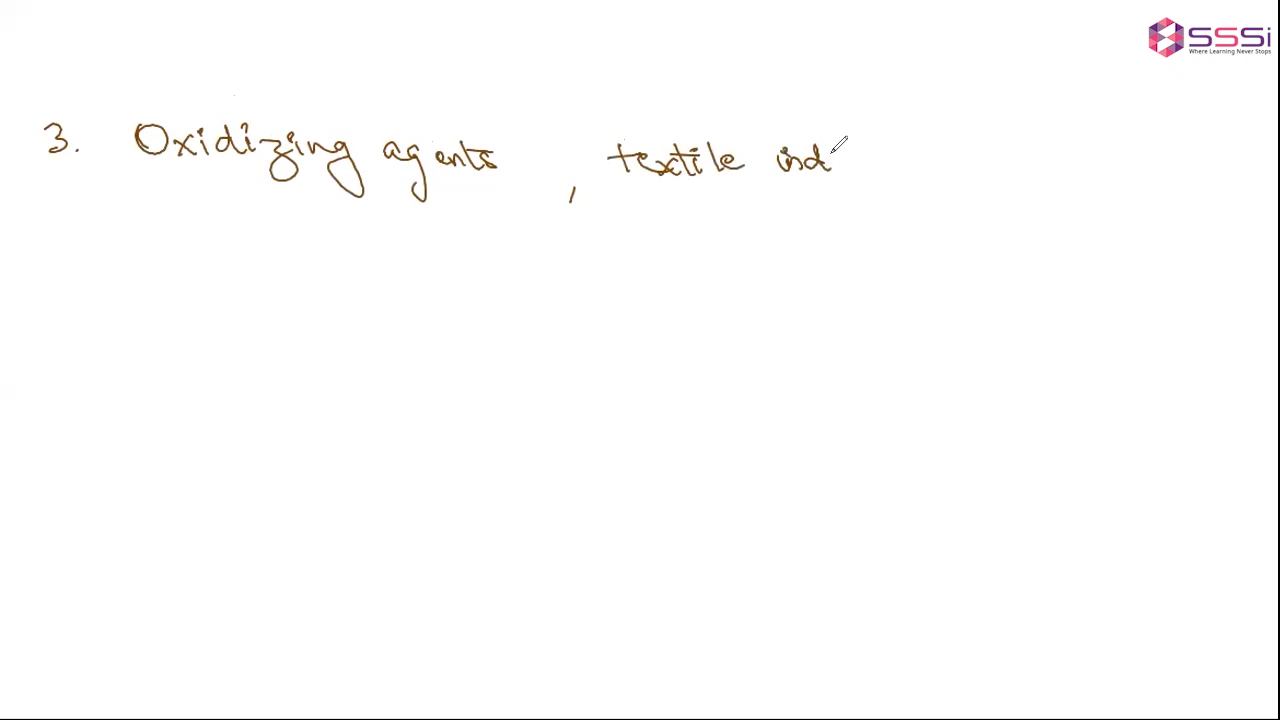 SSSi
Where Learning Never Stops
3. Oxidizing agents , textile ind